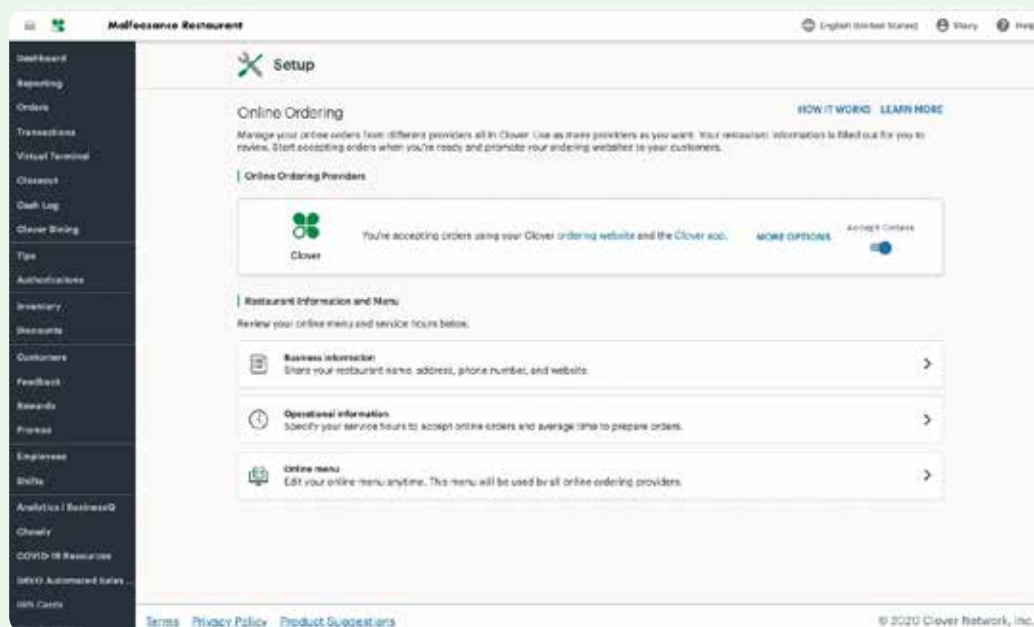 Malfeasance Restaurant
English (United States)
Help
Dashboard
Reporting
Orders
Transactions
Virtual Terminal
Closeout
Cash Log
Clover Dining
Tips
Authorizations
Inventory
Discounts
Customers
Feedback
Rewards
Promos
Employees
Shifts
Analytics | BusinessQ
Chowly
COVID-19 Resources
DAVO Automated Sales ...
Gift Cards
Setup
Online Ordering
HOW IT WORKS LEARN MORE
Manage your online orders from different providers all in Clover. Use as many providers as you want. Your restaurant information is filled out for you to
review. Start accepting orders when you're ready and promote your ordering websites to your customers.
Online Ordering Providers
Clover
You're accepting orders using your Clover ordering website and the Clover app.
MORE OPTIONS
Accept Orders
Restaurant Information and Menu
Review your online menu and service hours below.
Business information
Share your restaurant name, address, phone number, and website.
Operational information
Specify your service hours to accept online orders and average time to prepare orders.
Online menu
Edit your online menu anytime. This menu will be used by all online ordering providers.
Terms Privacy Policy Product Suggestions
© 2020 Clover Network, Inc.